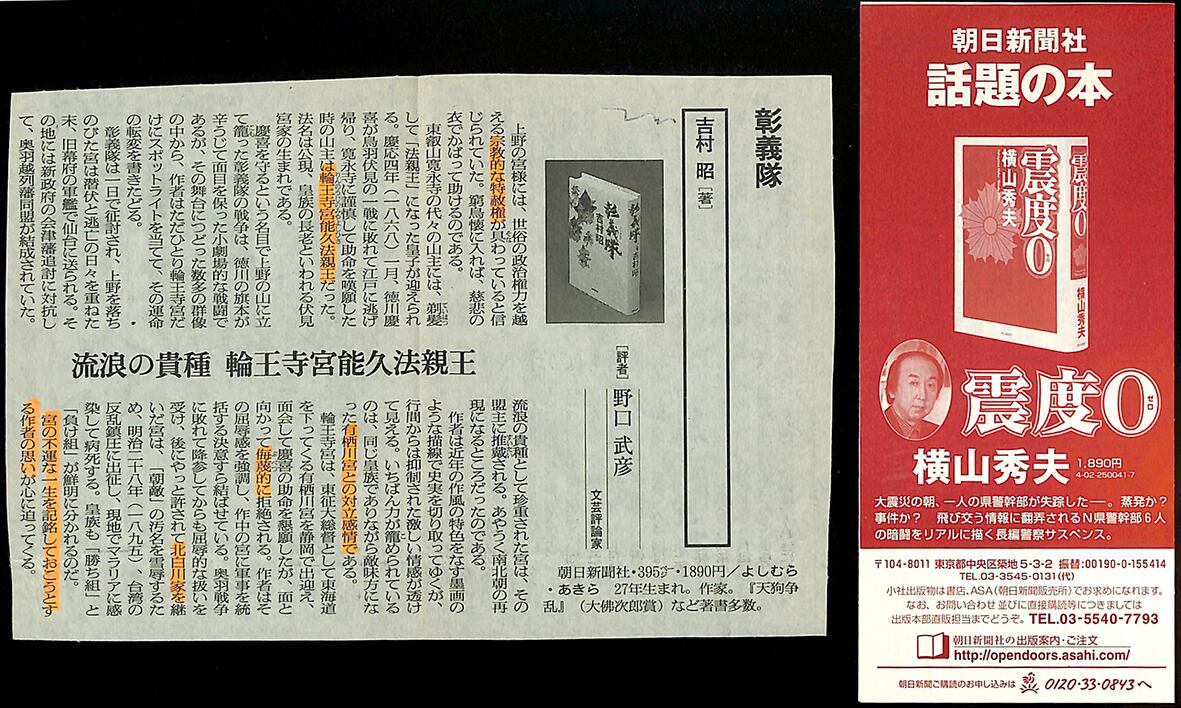 彰義隊
吉村 昭 [著]
上野の宮様には、世俗の政治権力を越
える宗教的な特赦権が具わっていると信
じられていた。窮鳥懐に入れば、慈悲の
衣でかばって助けるのである。
東叡山寛永寺の代々の山主には、剃髪
して「法親王」になった皇子が迎えられ
る。慶応四年(一八六八)一月、徳川慶
喜が鳥羽伏見の一戦に敗れて江戸に逃げ
帰り、寛永寺に謹慎して助命を嘆願した
時の山主は輪王寺宮能久法親王だった。
法名は公現、皇族の長老といわれる伏見
宮家の生まれである。
慶喜を守るという名目で上野の山に立
て籠った彰義隊の戦争は、徳川の旗本が
辛うじて面目を保った小劇場的な戦闘で
あるが、その舞台につどった数多の群像
の中から、作者はただひとり輪王寺宮だ
けにスポットライトを当てて、その運命
の転変を書きたどる。
彰義隊は一日で征討され、上野を落ち
のびた宮は潜伏と逃亡の日々を重ねた
末、旧幕府の軍艦で仙台に送られる。そ
の地には新政府の会津藩追討に対抗し
て、奥羽越列藩同盟が結成されていた。
流浪の貴種 輪王寺宮能久法親王
[評者] 野口 武彦
文芸評論家
流浪の貴種として珍重された宮は、その
盟主に推戴される。あやうく南北朝の再
現になるところだったのである。
作者は近年の作風の特色をなす墨画の
ような描線で史実を切り取ってゆくが、
行間からは抑制された激しい情感が透け
て見える。いちばん力が籠められている
のは、同じ皇族でありながら敵味方にな
った有栖川宮との対立感情である。
輪王寺宮は、東征大総督として東海道
を下ってくる有栖川宮を静岡で出迎え、
面会して慶喜の助命を懇願したが、面と
向かって侮蔑的に拒絶される。作者はそ
の屈辱感を強調し、作中の宮に軍事を統
括する決意すら結ばせている。奥羽戦争
に敗れて降参してからも屈辱的な扱いを
受け、後にやっと許されて北白川家を継
いだ宮は、「朝敵」の汚名を雪辱するた
め、明治二十八年(一八九五)台湾の
反乱鎮圧に出征し、現地でマラリアに感
染して病死する。皇族も「勝ち組」と
「負け組」が鮮明に分かれるのだ。
宮の不運な一生を記銘しておこうとす
る作者の思いが心に迫ってくる。
朝日新聞社・395㌻・1890円/よしむら
・あきら 27年生まれ。作家。『天狗争
乱』(大佛次郎賞)など著書多数。
朝日新聞社
話題の本
震度0
横山秀夫
震度0
横山秀夫
震度0
ゼロ
横山秀夫 1,890円
4-02-250041-7
大震災の朝、一人の県警幹部が失踪した―。蒸発か?
事件か? 飛び交う情報に翻弄されるN県警幹部6人
の暗闘をリアルに描く長編警察サスペンス。
〒104-8011 東京都中央区築地 5-3-2 振替:00190-0-155414
TEL.03-3545-0131(代)
小社出版物は書店、ASA(朝日新聞販売所)でお求めになれます。
なお、お問い合わせ並びに直接購読等につきましては
出版本部直販担当までどうぞ。TEL.03-5540-7793
朝日新聞社の出版案内・ご注文
http://opendoors.asahi.com/
朝日新聞ご購読のお申し込みは 0120・33・0843へ